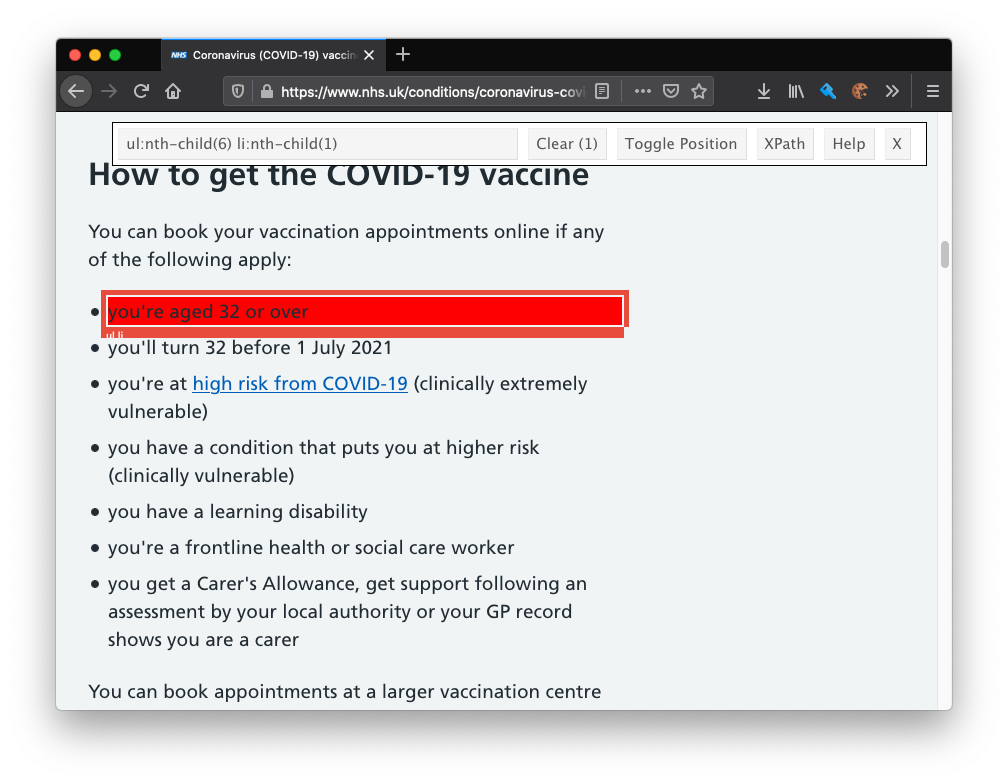 NHS Coronavirus (COVID-19) vaccin
https://www.nhs.uk/conditions/coronavirus-covi
ul:nth-child(6) li:nth-child(1) Clear (1) Toggle Position XPath Help X
How to get the COVID-19 vaccine
You can book your vaccination appointments online if any
of the following apply:
you're aged 32 or over
ul li
you'll turn 32 before 1 July 2021
you're at high risk from COVID-19 (clinically extremely
vulnerable)
you have a condition that puts you at higher risk
(clinically vulnerable)
you have a learning disability
you're a frontline health or social care worker
you get a Carer's Allowance, get support following an
assessment by your local authority or your GP record
shows you are a carer
You can book appointments at a larger vaccination centre